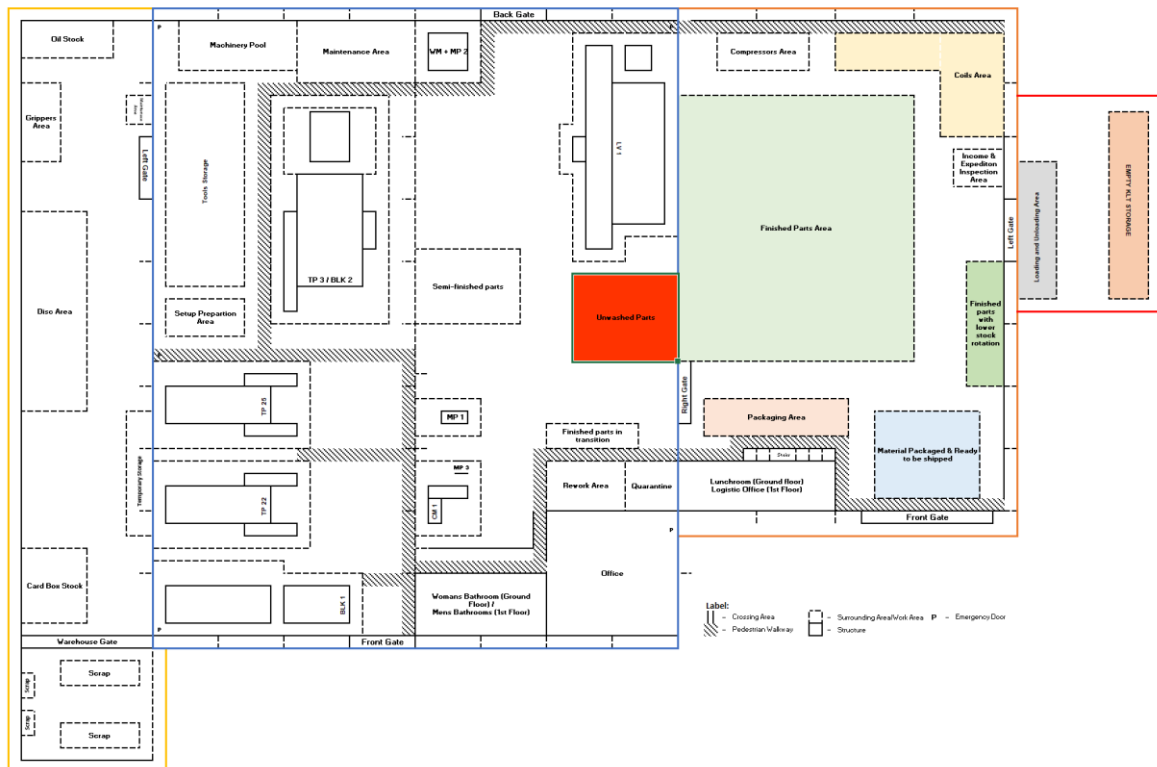 Back Gate
P
P
Oil Stock
Machinery Pool
Maintenance Area
WM + MP 2
Compressors Area
Coils Area
Grippers
Area
Left Gate
Tools Storage
LV 1
Income &
Expediton
Inspection
Area
EMPTY KLT STORAGE
Loading and Unloading Area
Left Gate
Finished Parts Area
Disc Area
TP 3 / BLK 2
Semi-finished parts
Unwashed Parts
Finished
parts
with
lower
stock
rotation
Setup Prepartion
Area
P
TP 25
MP 1
Right Gate
Packaging Area
Finished parts in
transition
Material Packaged & Ready
to be shipped
Temporary Storage
TP 22
MP 3
CM 1
Rework Area
Quarantine
Lunchroom (Ground floor)
Logistic Office (1st Floor)
Front Gate
P
Card Box Stock
BLK 1
Womans Bathroom (Ground
Floor) /
Mens Bathrooms (1st Floor)
Office
P
Warehouse Gate
Front Gate
Label:
- Crossing Area
- Surrounding Area/Work Area
P - Emergency Door
- Pedestrian Walkway
- Structure
Scrap
Scrap
Scrap
Scrap